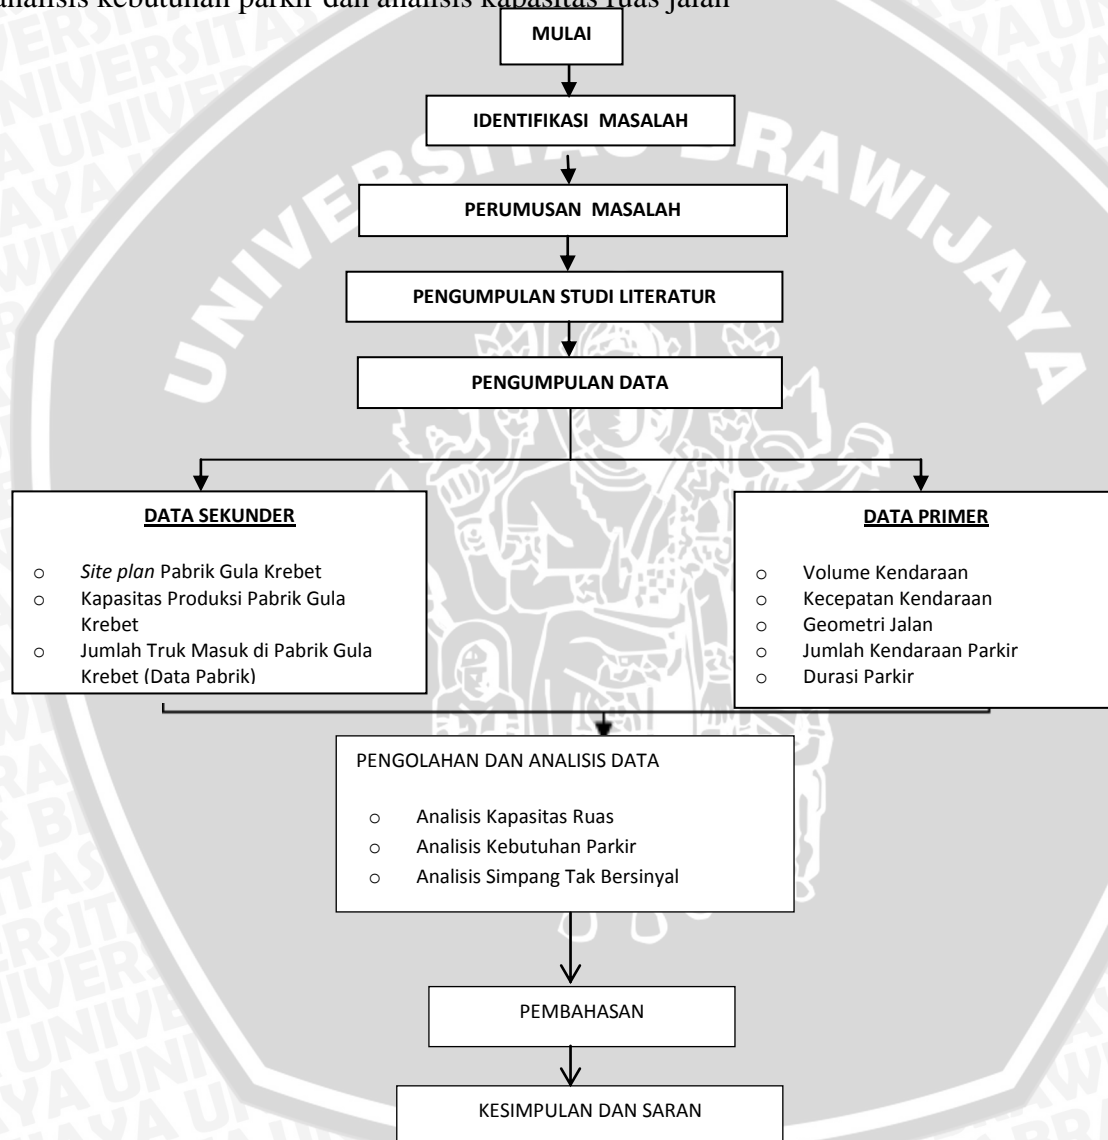 analisis kebutuhan parkir dan analisis kapasitas ruas jalan
MULAI
IDENTIFIKASI MASALAH
UNIVERSITAS BRAWIJAYA
PERUMUSAN MASALAH
PENGUMPULAN STUDI LITERATUR
PENGUMPULAN DATA
DATA SEKUNDER
o Site plan Pabrik Gula Krebet
o Kapasitas Produksi Pabrik Gula
Krebet
o Jumlah Truk Masuk di Pabrik Gula
Krebet (Data Pabrik)
DATA PRIMER
o Volume Kendaraan
o Kecepatan Kendaraan
o Geometri Jalan
o Jumlah Kendaraan Parkir
o Durasi Parkir
PENGOLAHAN DAN ANALISIS DATA
o Analisis Kapasitas Ruas
o Analisis Kebutuhan Parkir
o Analisis Simpang Tak Bersinyal
PEMBAHASAN
KESIMPULAN DAN SARAN